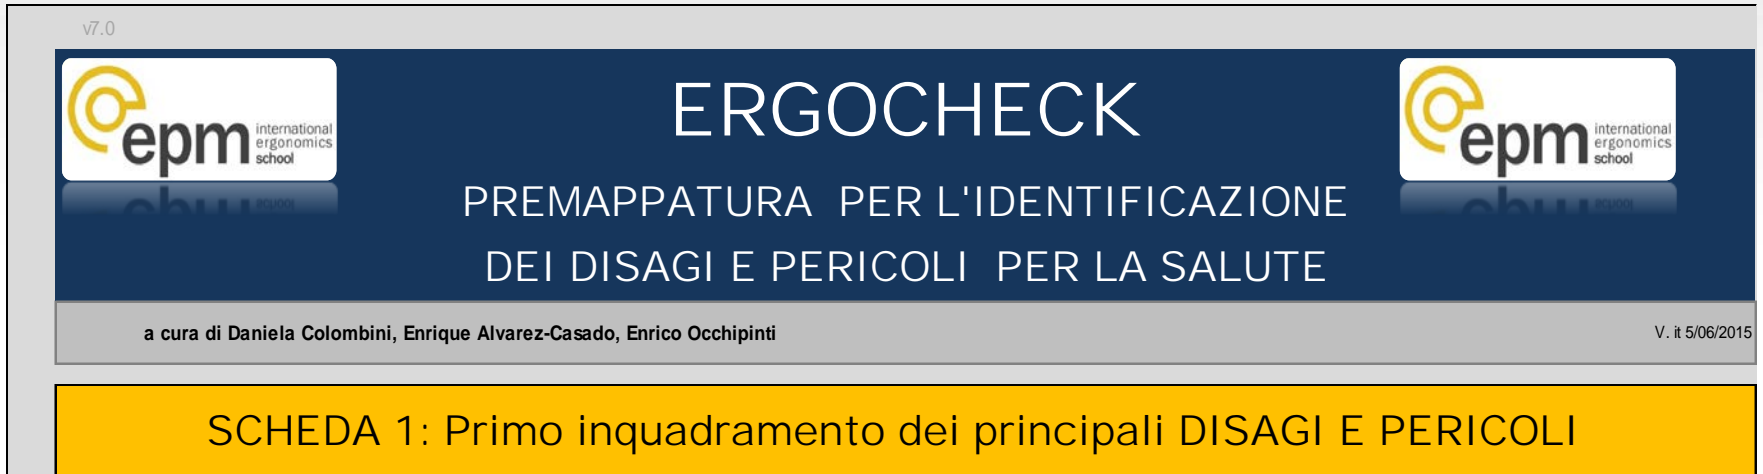 v7.0
epm international ergonomics school
ERGOCHECK
epm international ergonomics school
PREMAPPATURA PER L'IDENTIFICAZIONE
DEI DISAGI E PERICOLI PER LA SALUTE
a cura di Daniela Colombini, Enrique Alvarez-Casado, Enrico Occhipinti
V. it 5/06/2015
SCHEDA 1: Primo inquadramento dei principali DISAGI E PERICOLI